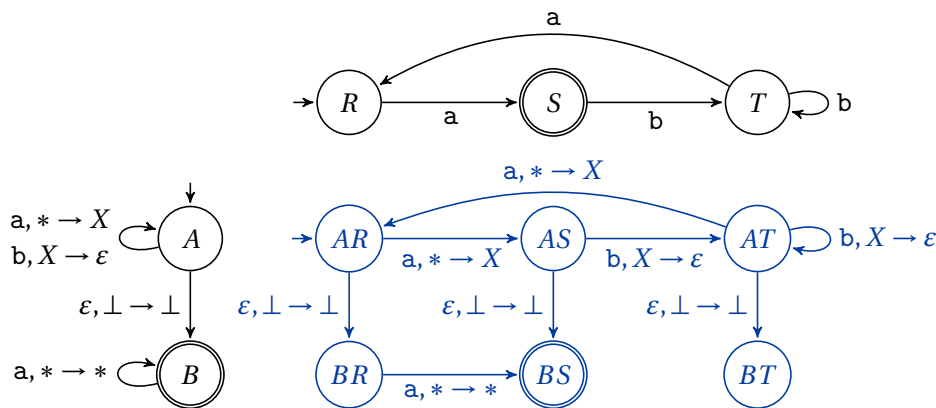 a
R
a
S
b
T
b
a, ∗ → X
a, ∗ → X
b, X → ε
A
AR
a, ∗ → X
AS
b, X → ε
AT
b, X → ε
ε, ⊥ → ⊥
ε, ⊥ → ⊥
ε, ⊥ → ⊥
ε, ⊥ → ⊥
a, ∗ → ∗
B
BR
a, ∗ → ∗
BS
BT